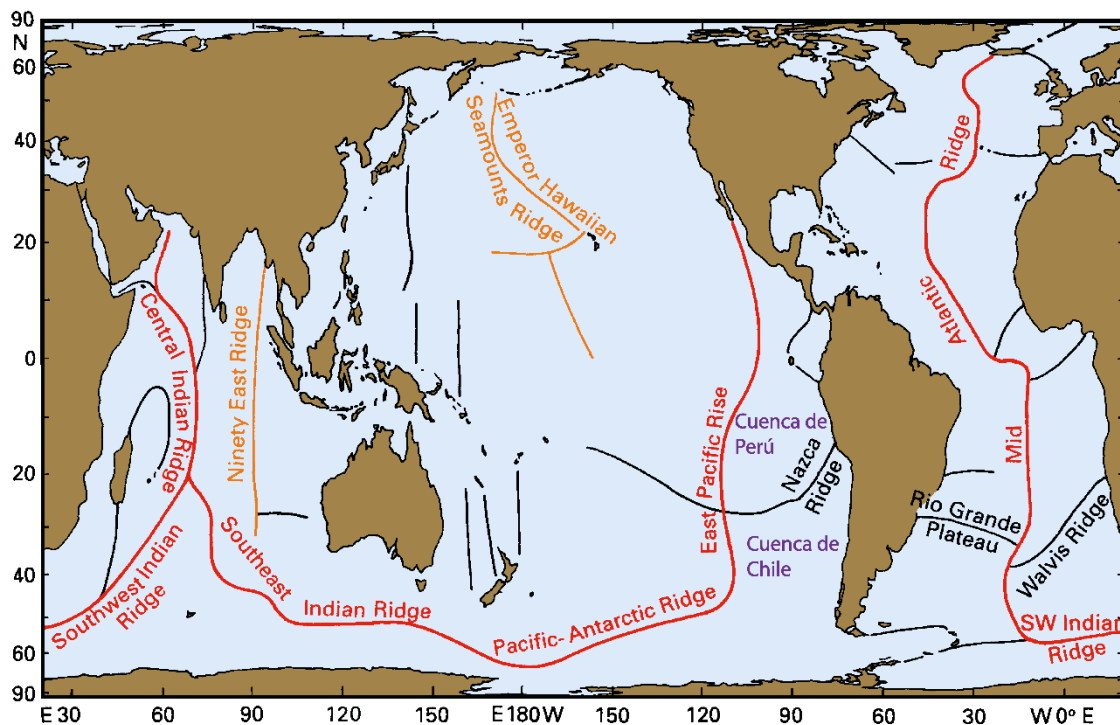 90
N
60
40
20
0
20
40
60
90
E 30
60
90
120
150
E 180 W
150
120
90
60
30
W 0° E
Emperor Hawaiian
Seamounts Ridge
Ridge
Atlantic
Mid
Central Indian Ridge
Ninety East Ridge
Southwest Indian
Ridge
Southeast
Indian Ridge
Pacific-Antarctic Ridge
East Pacific Rise
Cuenca de
Perú
Nazca
Ridge
Cuenca de
Chile
Rio Grande
Plateau
Walvis Ridge
SW Indian
Ridge